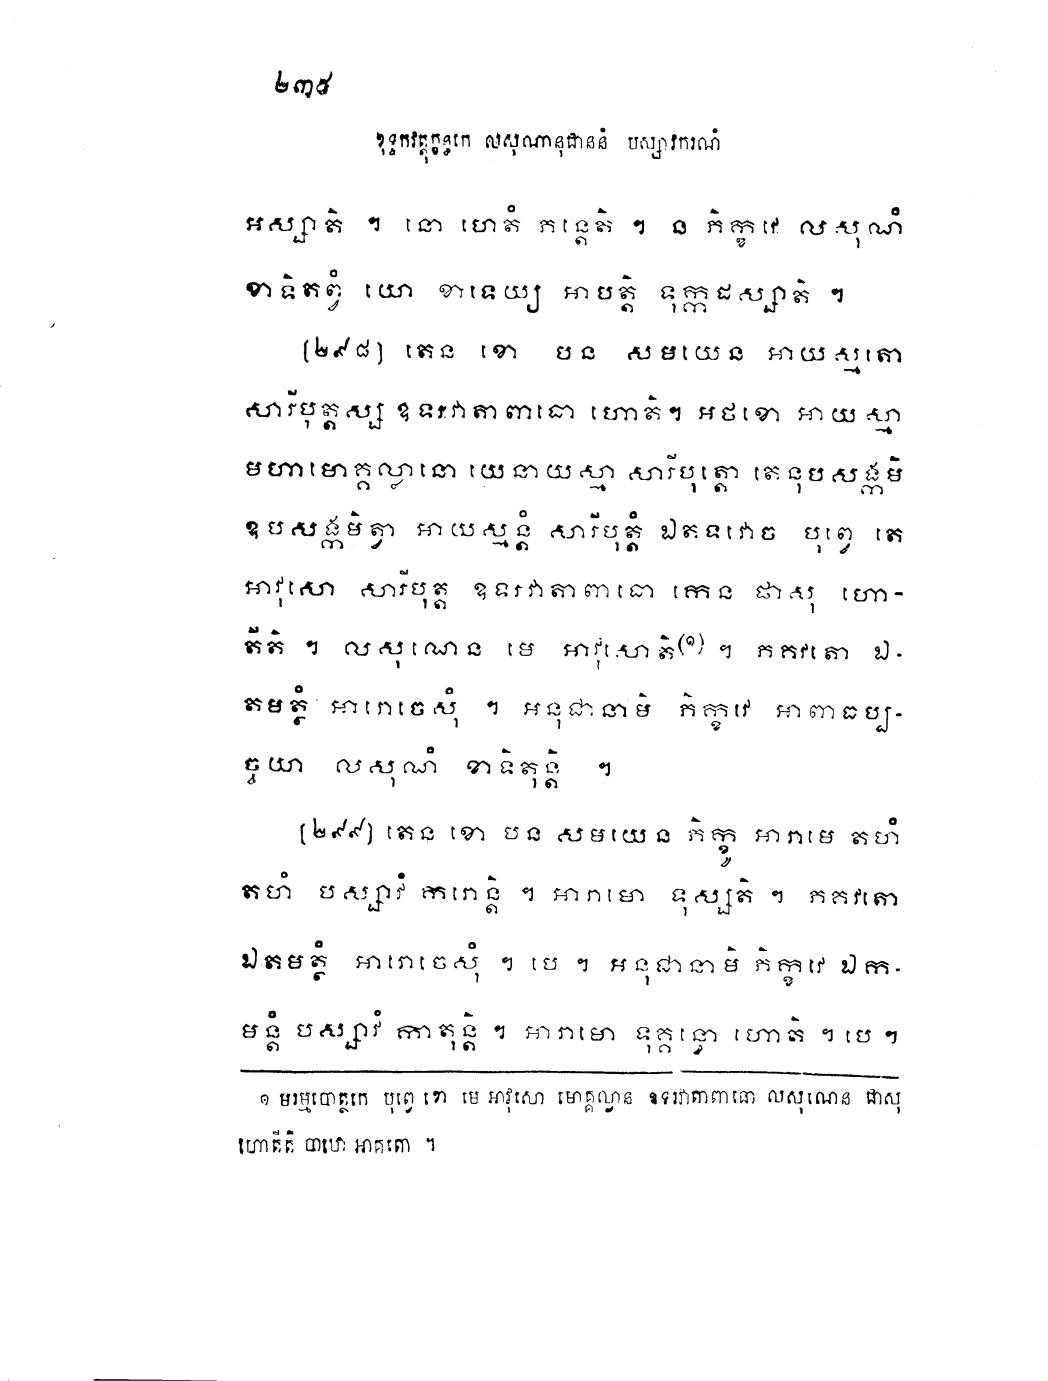 ២៣៩
ខុទ្ទកវត្ថុក្ខន្ធកេ លសុណានុជាននំ បស្សាវករណំ
អស្សាតិ ។ នោ ហេតំ ភន្តេតិ ។ ន ភិក្ខវេ លសុណំ
ខាទិតព្វំ យោ ខាទេយ្យ អាបត្តិ ទុក្កដស្សាតិ ។
(២៩៨) តេន ខោ បន សមយេន អាយស្មតោ
សារីបុត្តស្ស ឧទរវាតាពាធោ ហោតិ។ អថខោ អាយស្មា
មហាមោគ្គល្លានោ យេនាយស្មា សារីបុត្តោ តេនុបសង្កមិ
ឧបសង្កមិត្វា អាយស្មន្តំ សារីបុត្តំ ឯតទវោច បុព្វេ តេ
អាវុសោ សារីបុត្ត ឧទរវាតាពាធោ កេន ផាសុ ហោ-
តីតិ ។ លសុណេន មេ អាវុសោតិ(១) ។ ភគវតោ ឯ-
តមត្ថំ អារោចេសុំ ។ អនុជានាមិ ភិក្ខវេ អាពាធប្ប-
ច្ចយា លសុណំ ខាទិតុន្តិ ។
(២៩៩) តេន ខោ បន សមយេន ភិក្ខូ អារាមេ តហំ
តហំ បស្សាវំ ករោន្តិ ។ អារាមោ ទុស្សតិ ។ ភគវតោ
ឯតមត្ថំ អារោចេសុំ ។ បេ ។ អនុជានាមិ ភិក្ខវេ ឯក-
មន្តំ បស្សាវំ កាតុន្តិ ។ អារាមោ ទុគ្គន្ធោ ហោតិ ។ បេ ។
១ មរម្មបោត្ថកេ បុព្វេ ខោ មេ អាវុសោ មោគ្គល្លាន ឧទរវាតាពាធោ លសុណេន ផាសុ
ហោតីតិ បាឋោ អាគតោ ។